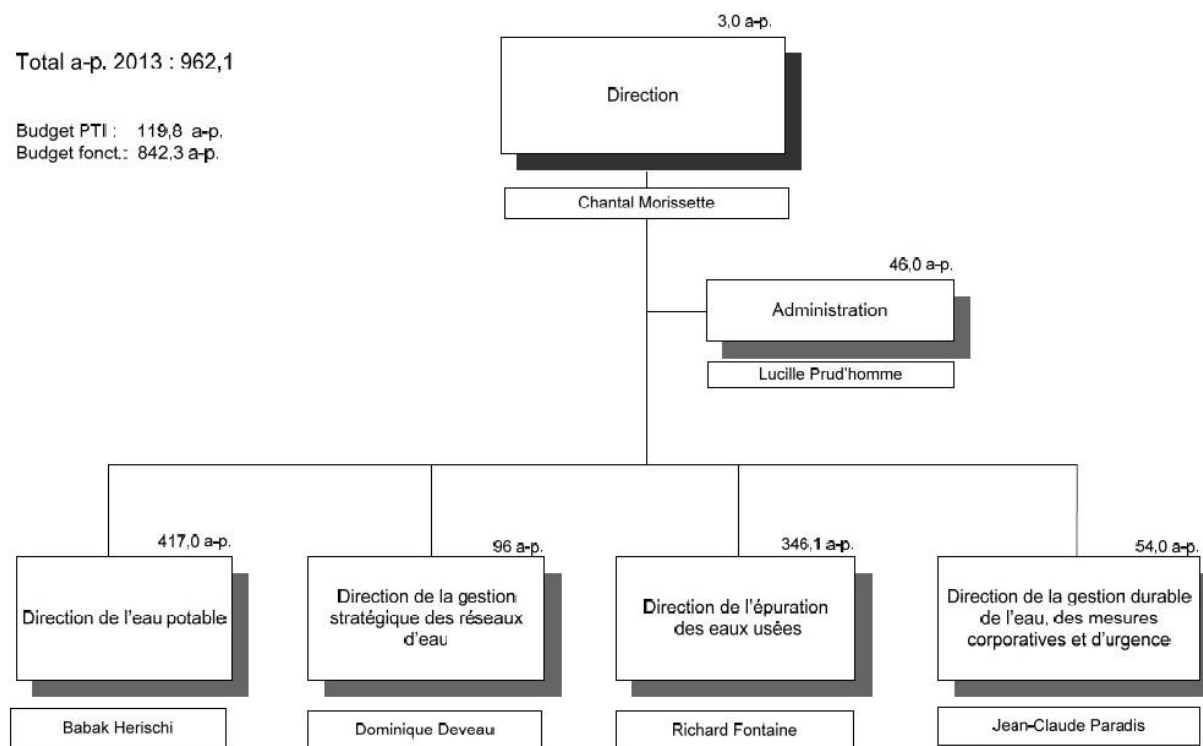 3,0 a-p.
Total a-p. 2013 : 962,1
Direction
Budget PTI : 119,8 a-p.
Budget fonct.: 842,3 a-p.
Chantal Morissette
46,0 a-p.
Administration
Lucille Prud'homme
417,0 a-p.
Direction de l'eau potable
Babak Herischi
96 a-p.
Direction de la gestion
stratégique des réseaux
d'eau
Dominique Deveau
346,1 a-p.
Direction de l'épuration
des eaux usées
Richard Fontaine
54,0 a-p.
Direction de la gestion durable
de l'eau, des mesures
corporatives et d'urgence
Jean-Claude Paradis